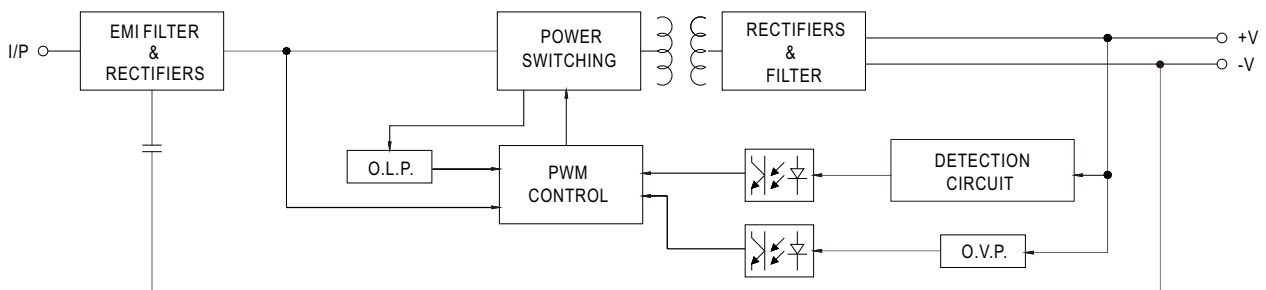 I/P
EMI FILTER
&
RECTIFIERS
POWER
SWITCHING
RECTIFIERS
&
FILTER
+V
-V
O.L.P.
PWM
CONTROL
DETECTION
CIRCUIT
O.V.P.